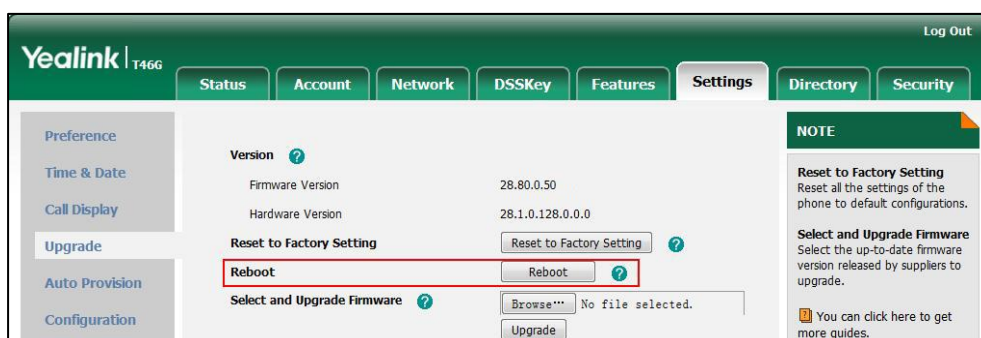 Log Out
Yealink T46G
Status Account Network DSSKey Features Settings Directory Security
Preference
Time & Date
Call Display
Upgrade
Auto Provision
Configuration
Version ?
Firmware Version 28.80.0.50
Hardware Version 28.1.0.128.0.0.0
Reset to Factory Setting Reset to Factory Setting ?
Reboot Reboot ?
Select and Upgrade Firmware ? Browse... No file selected.
Upgrade
NOTE
Reset to Factory Setting
Reset all the settings of the
phone to default configurations.
Select and Upgrade Firmware
Select the up-to-date firmware
version released by suppliers to
upgrade.
? You can click here to get
more guides.